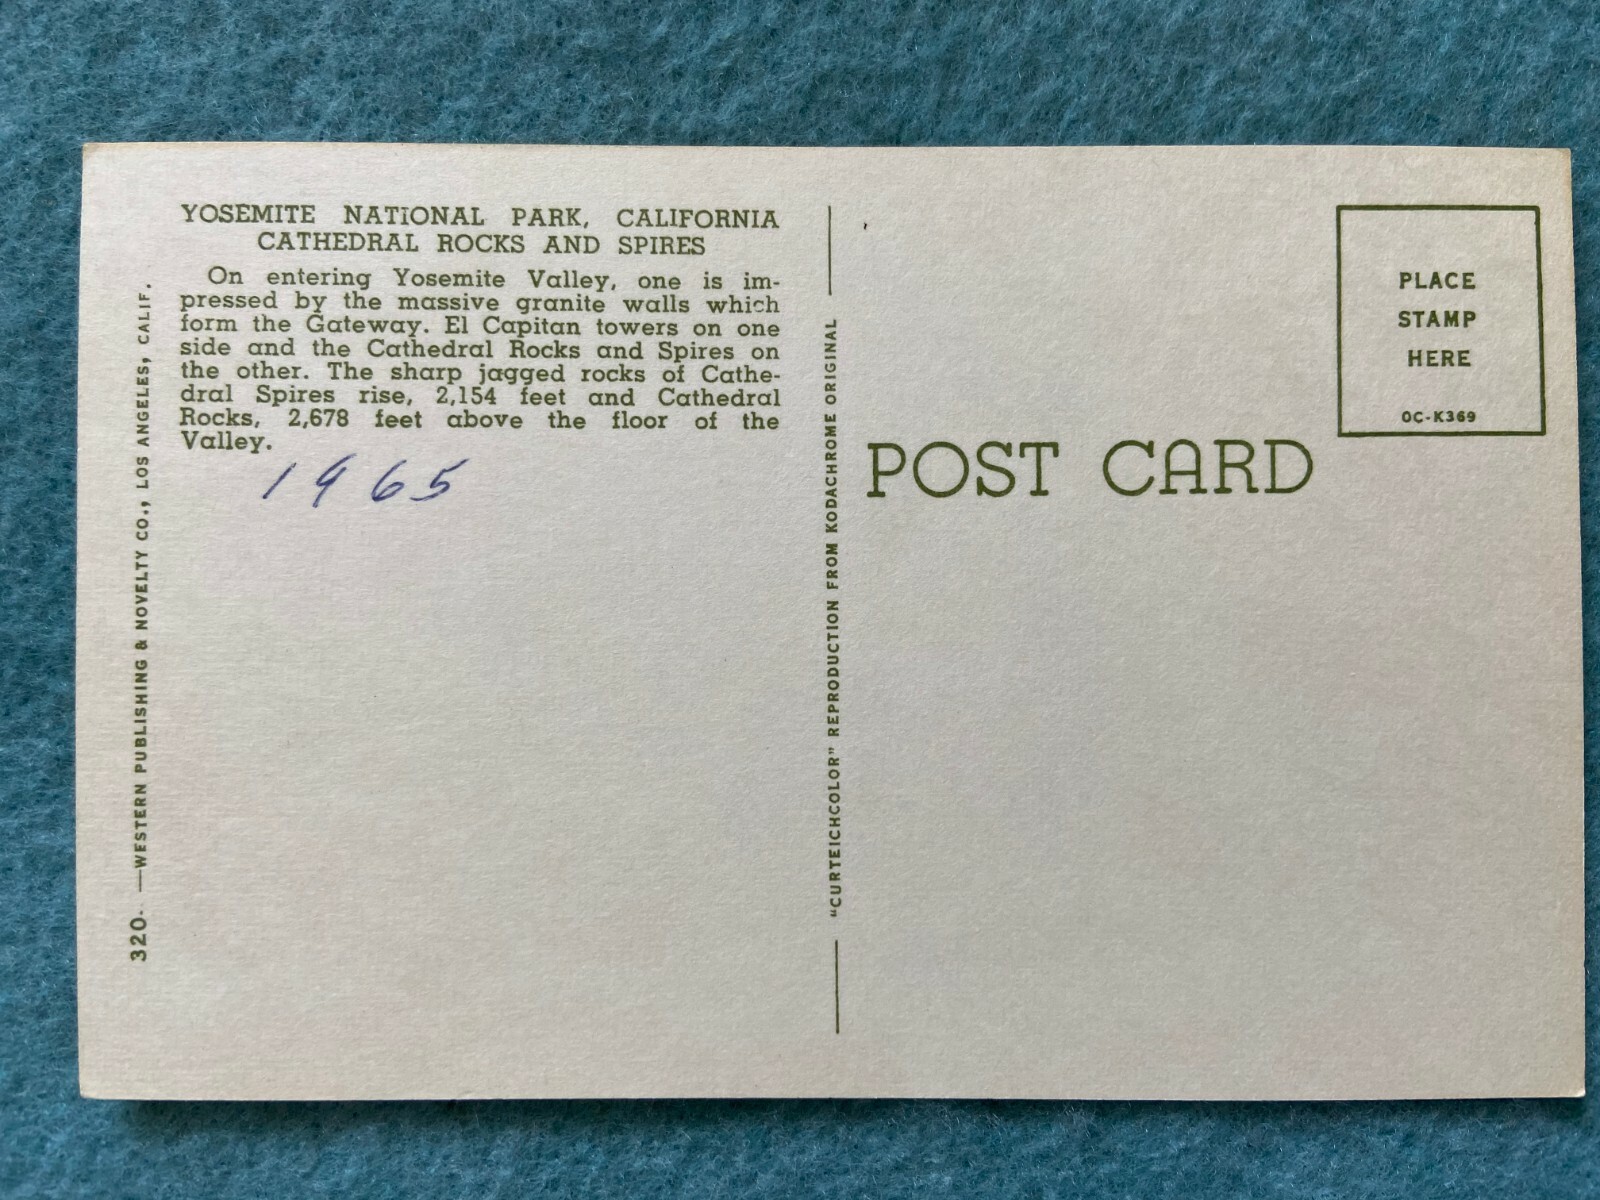 YOSEMITE NATIONAL PARK, CALIFORNIA
CATHEDRAL ROCKS AND SPIRES
On entering Yosemite Valley, one is im-
pressed by the massive granite walls which
form the Gateway. El Capitan towers on one
side and the Cathedral Rocks and Spires on
the other. The sharp jagged rocks of Cathe-
dral Spires rise, 2,154 feet and Cathedral
Rocks, 2,678 feet above the floor of the
Valley.
1965
320. —WESTERN PUBLISHING & NOVELTY CO., LOS ANGELES, CALIF.
"CURTEICHCOLOR" REPRODUCTION FROM KODACHROME ORIGINAL
POST CARD
PLACE
STAMP
HERE
OC-K369